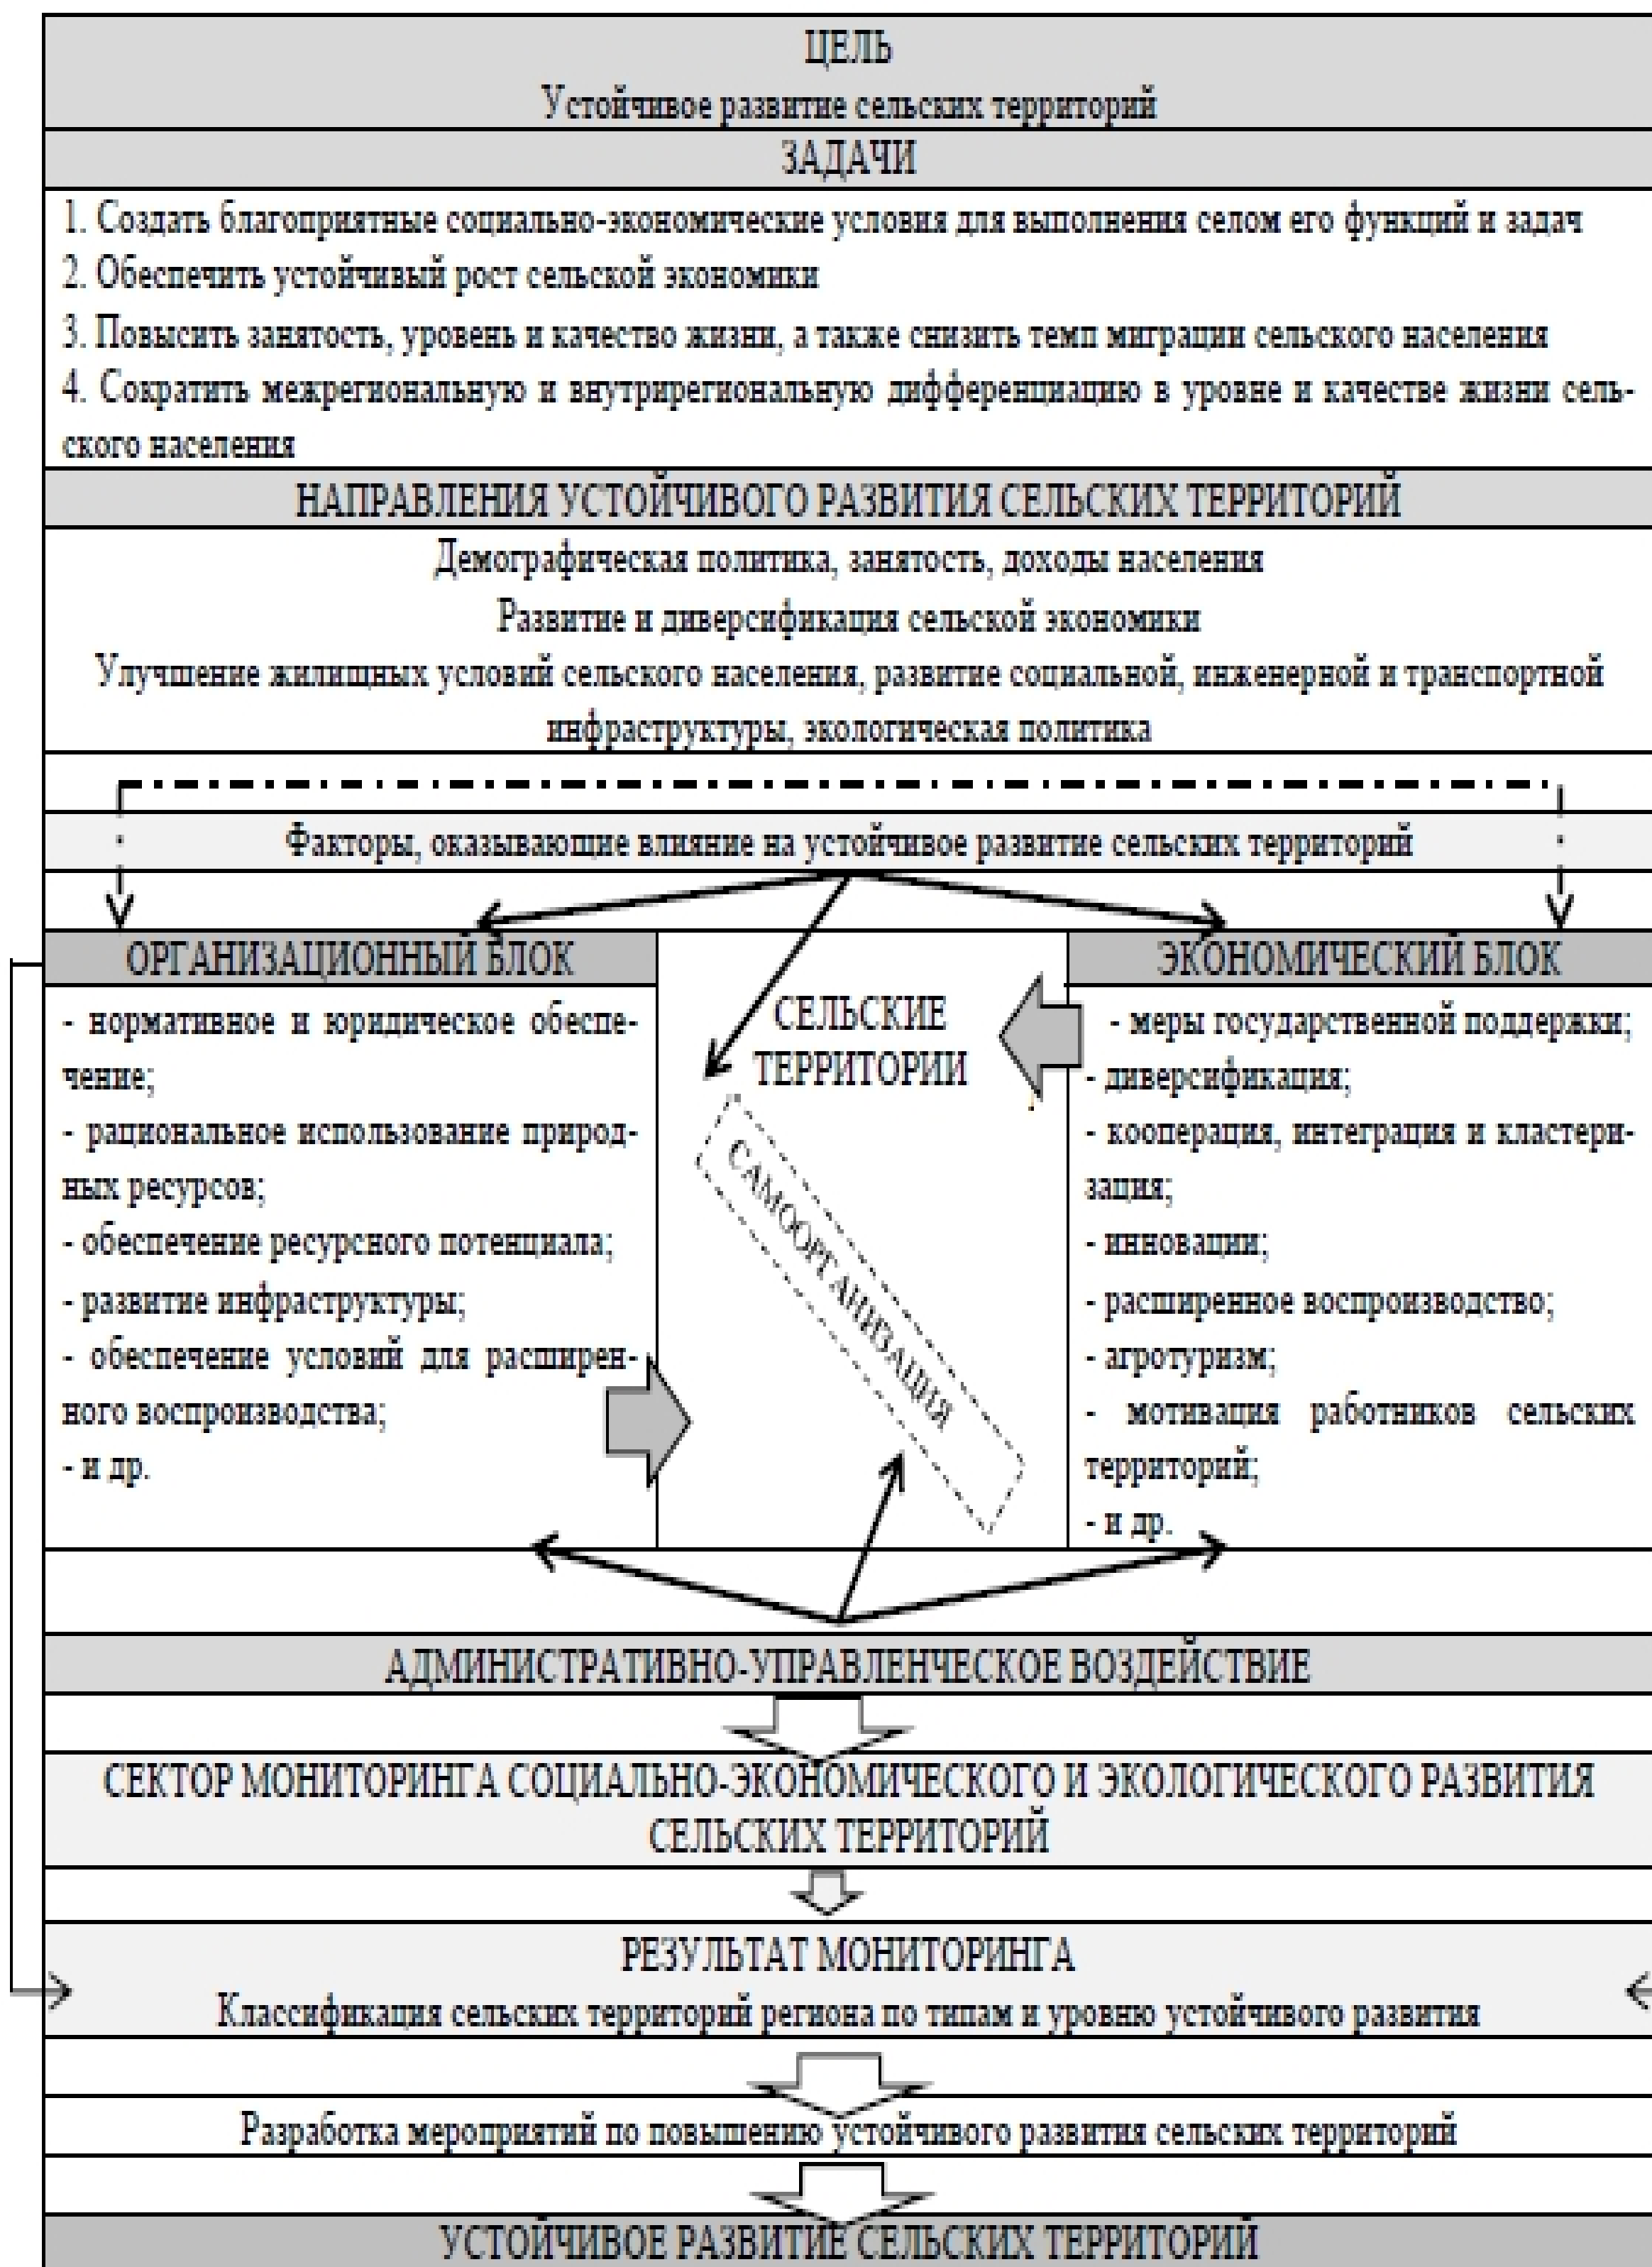 ЦЕЛЬ
Устойчивое развитие сельских территорий
ЗАДАЧИ
1. Создать благоприятные социально-экономические условия для выполнения селом его функций и задач
2. Обеспечить устойчивый рост сельской экономики
3. Повысить занятость, уровень и качество жизни, а также снизить темп миграции сельского населения
4. Сократить межрегиональную и внутрирегиональную дифференциацию в уровне и качестве жизни сель-
ского населения
НАПРАВЛЕНИЯ УСТОЙЧИВОГО РАЗВИТИЯ СЕЛЬСКИХ ТЕРРИТОРИЙ
Демографическая политика, занятость, доходы населения
Развитие и диверсификация сельской экономики
Улучшение жилищных условий сельского населения, развитие социальной, инженерной и транспортной
инфраструктуры, экологическая политика
Факторы, оказывающие влияние на устойчивое развитие сельских территорий
ОРГАНИЗАЦИОННЫЙ БЛОК
- нормативное и юридическое обеспе-
чение;
- рациональное использование природ-
ных ресурсов;
- обеспечение ресурсного потенциала;
- развитие инфраструктуры;
- обеспечение условий для расширен-
ного воспроизводства;
- и др.
СЕЛЬСКИЕ
ТЕРРИТОРИИ
САМООРГАНИЗАЦИЯ
ЭКОНОМИЧЕСКИЙ БЛОК
- меры государственной поддержки;
- диверсификация;
- кооперация, интеграция и кластери-
зация;
- инновации;
- расширенное воспроизводство;
- агротуризм;
- мотивация работников сельских
территорий;
- и др.
АДМИНИСТРАТИВНО-УПРАВЛЕНЧЕСКОЕ ВОЗДЕЙСТВИЕ
СЕКТОР МОНИТОРИНГА СОЦИАЛЬНО-ЭКОНОМИЧЕСКОГО И ЭКОЛОГИЧЕСКОГО РАЗВИТИЯ
СЕЛЬСКИХ ТЕРРИТОРИЙ
РЕЗУЛЬТАТ МОНИТОРИНГА
Классификация сельских территорий региона по типам и уровню устойчивого развития
Разработка мероприятий по повышению устойчивого развития сельских территорий
УСТОЙЧИВОЕ РАЗВИТИЕ СЕЛЬСКИХ ТЕРРИТОРИЙ